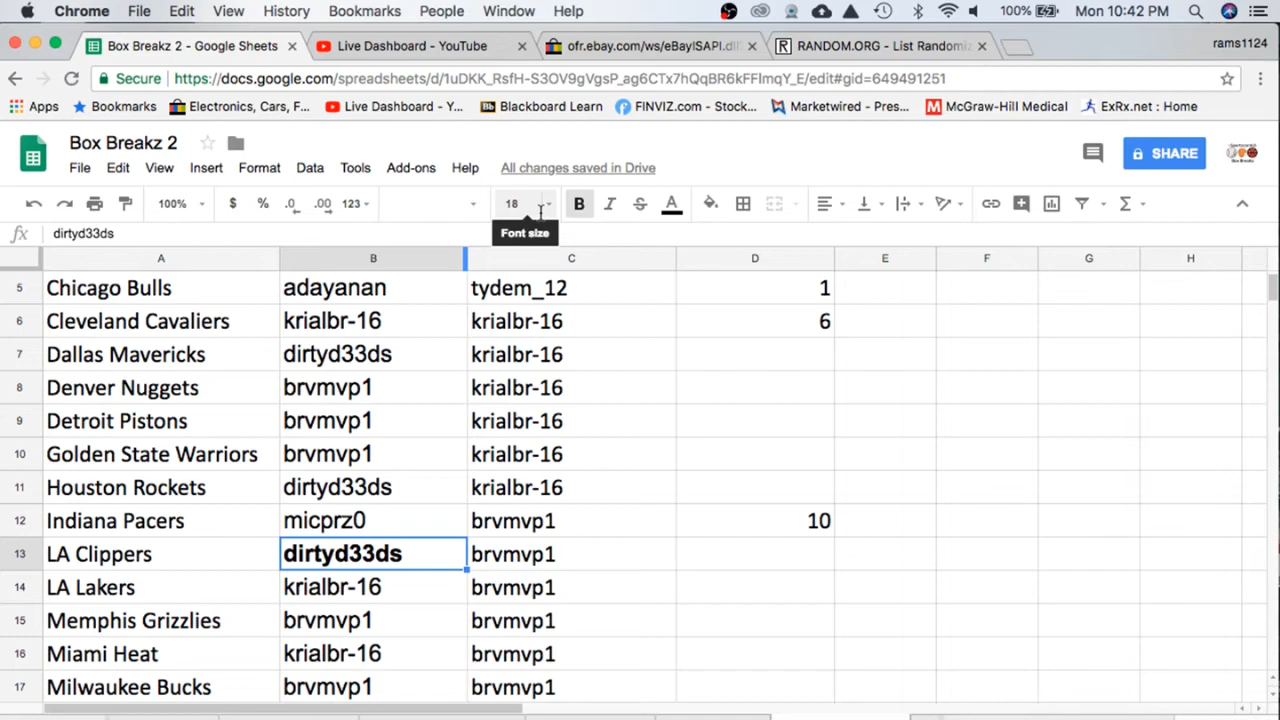 Chrome File Edit View History Bookmarks People Window Help 100% Mon 10:42 PM
Box Breakz 2 - Google Sheets Live Dashboard - YouTube ofr.ebay.com/ws/eBayISAPI.dll RANDOM.ORG - List Randomiz rams1124
Secure https://docs.google.com/spreadsheets/d/1uDKK_RsfH-S3OV9gVgsP_ag6CTx7hQqBR6kFFImqY_E/edit#gid=649491251
Apps Bookmarks Electronics, Cars, F... Live Dashboard - Y... Bb Blackboard Learn FINVIZ.com - Stock... Marketwired - Pres... M McGraw-Hill Medical ExRx.net : Home
Box Breakz 2
File Edit View Insert Format Data Tools Add-ons Help All changes saved in Drive SHARE
100% $ % .0 .00 123 18 B I S A Σ
Font size
fx dirtyd33ds
A B C D E F G H
5 Chicago Bulls adayanan tydem_12 1
6 Cleveland Cavaliers krialbr-16 krialbr-16 6
7 Dallas Mavericks dirtyd33ds krialbr-16
8 Denver Nuggets brvmvp1 krialbr-16
9 Detroit Pistons brvmvp1 krialbr-16
10 Golden State Warriors brvmvp1 krialbr-16
11 Houston Rockets dirtyd33ds krialbr-16
12 Indiana Pacers micprz0 brvmvp1 10
13 LA Clippers dirtyd33ds brvmvp1
14 LA Lakers krialbr-16 brvmvp1
15 Memphis Grizzlies brvmvp1 brvmvp1
16 Miami Heat krialbr-16 brvmvp1
17 Milwaukee Bucks brvmvp1 brvmvp1